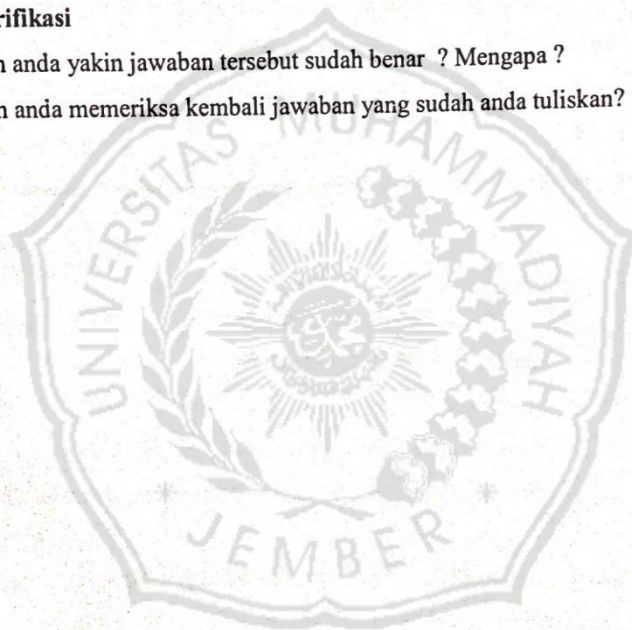 rifikasi
n anda yakin jawaban tersebut sudah benar ? Mengapa ?
n anda memeriksa kembali jawaban yang sudah anda tuliskan?
UNIVERSITAS MUHAMMADIYAH
JEMBER